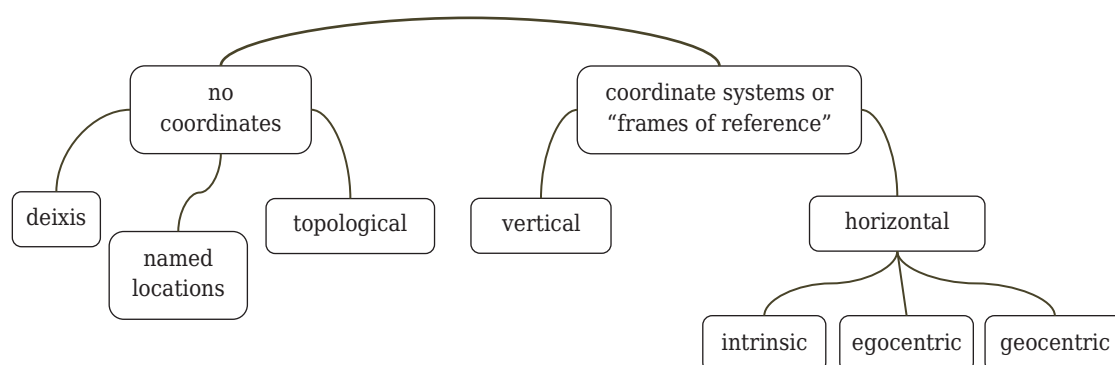 no
coordinates
coordinate systems or
“frames of reference”
deixis
named
locations
topological
vertical
horizontal
intrinsic
egocentric
geocentric